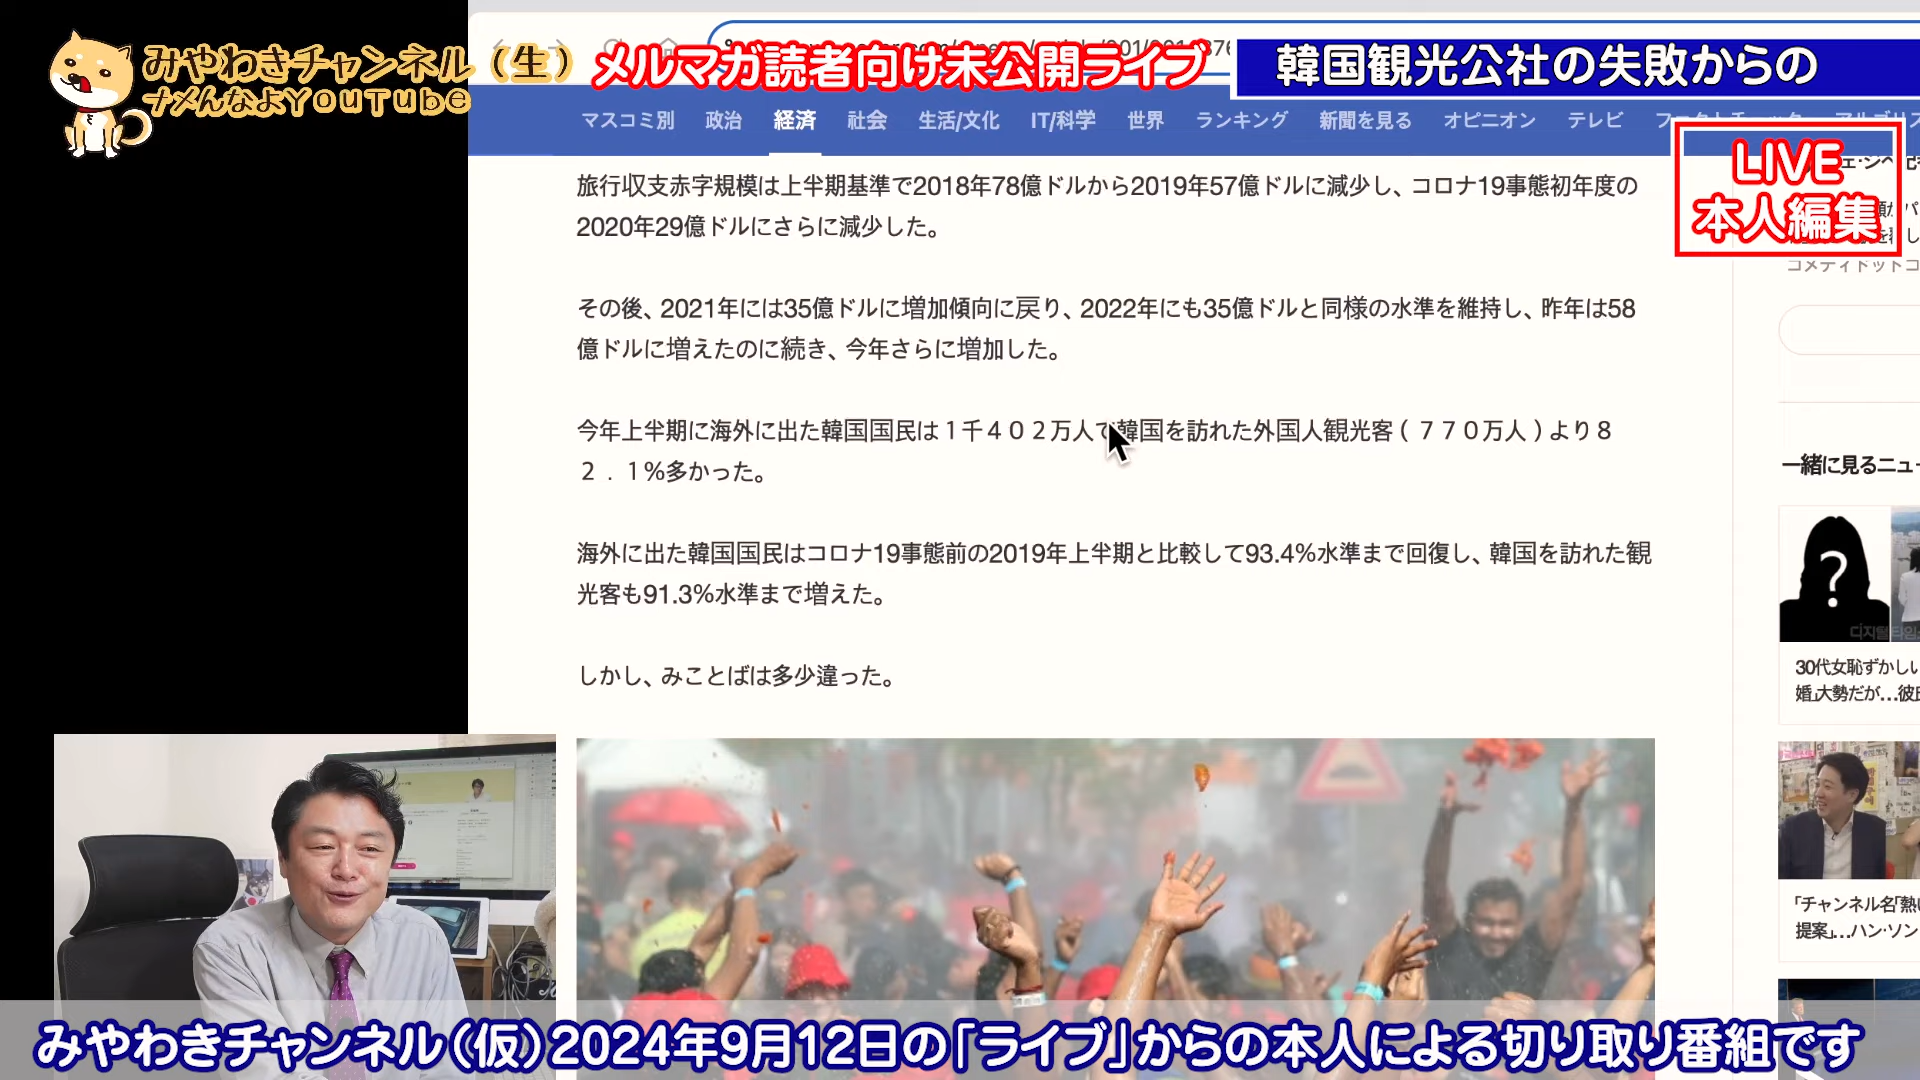 みやわきチャンネル（生）
ナメんなよYouTube
メルマガ読者向け未公開ライブ
韓国観光公社の失敗からの
マスコミ別 政治 経済 社会 生活/文化 IT/科学 世界 ランキング 新聞を見る オピニオン テレビ
LIVE
本人編集
旅行収支赤字規模は上半期基準で2018年78億ドルから2019年57億ドルに減少し、コロナ19事態初年度の
2020年29億ドルにさらに減少した。
その後、2021年には35億ドルに増加傾向に戻り、2022年にも35億ドルと同様の水準を維持し、昨年は58
億ドルに増えたのに続き、今年さらに増加した。
今年上半期に海外に出た韓国国民は１千４０２万人で韓国を訪れた外国人観光客（７７０万人）より８
２．１%多かった。
海外に出た韓国国民はコロナ19事態前の2019年上半期と比較して93.4%水準まで回復し、韓国を訪れた観
光客も91.3%水準まで増えた。
しかし、みことばは多少違った。
コメディドットコ
一緒に見るニュー
?
디지털타임
30代女恥ずかしい
婚」大勢だが…彼氏
「チャンネル名「熱い
提案」…ハン·ソン
みやわきチャンネル（仮）2024年9月12日の「ライブ」からの本人による切り取り番組です